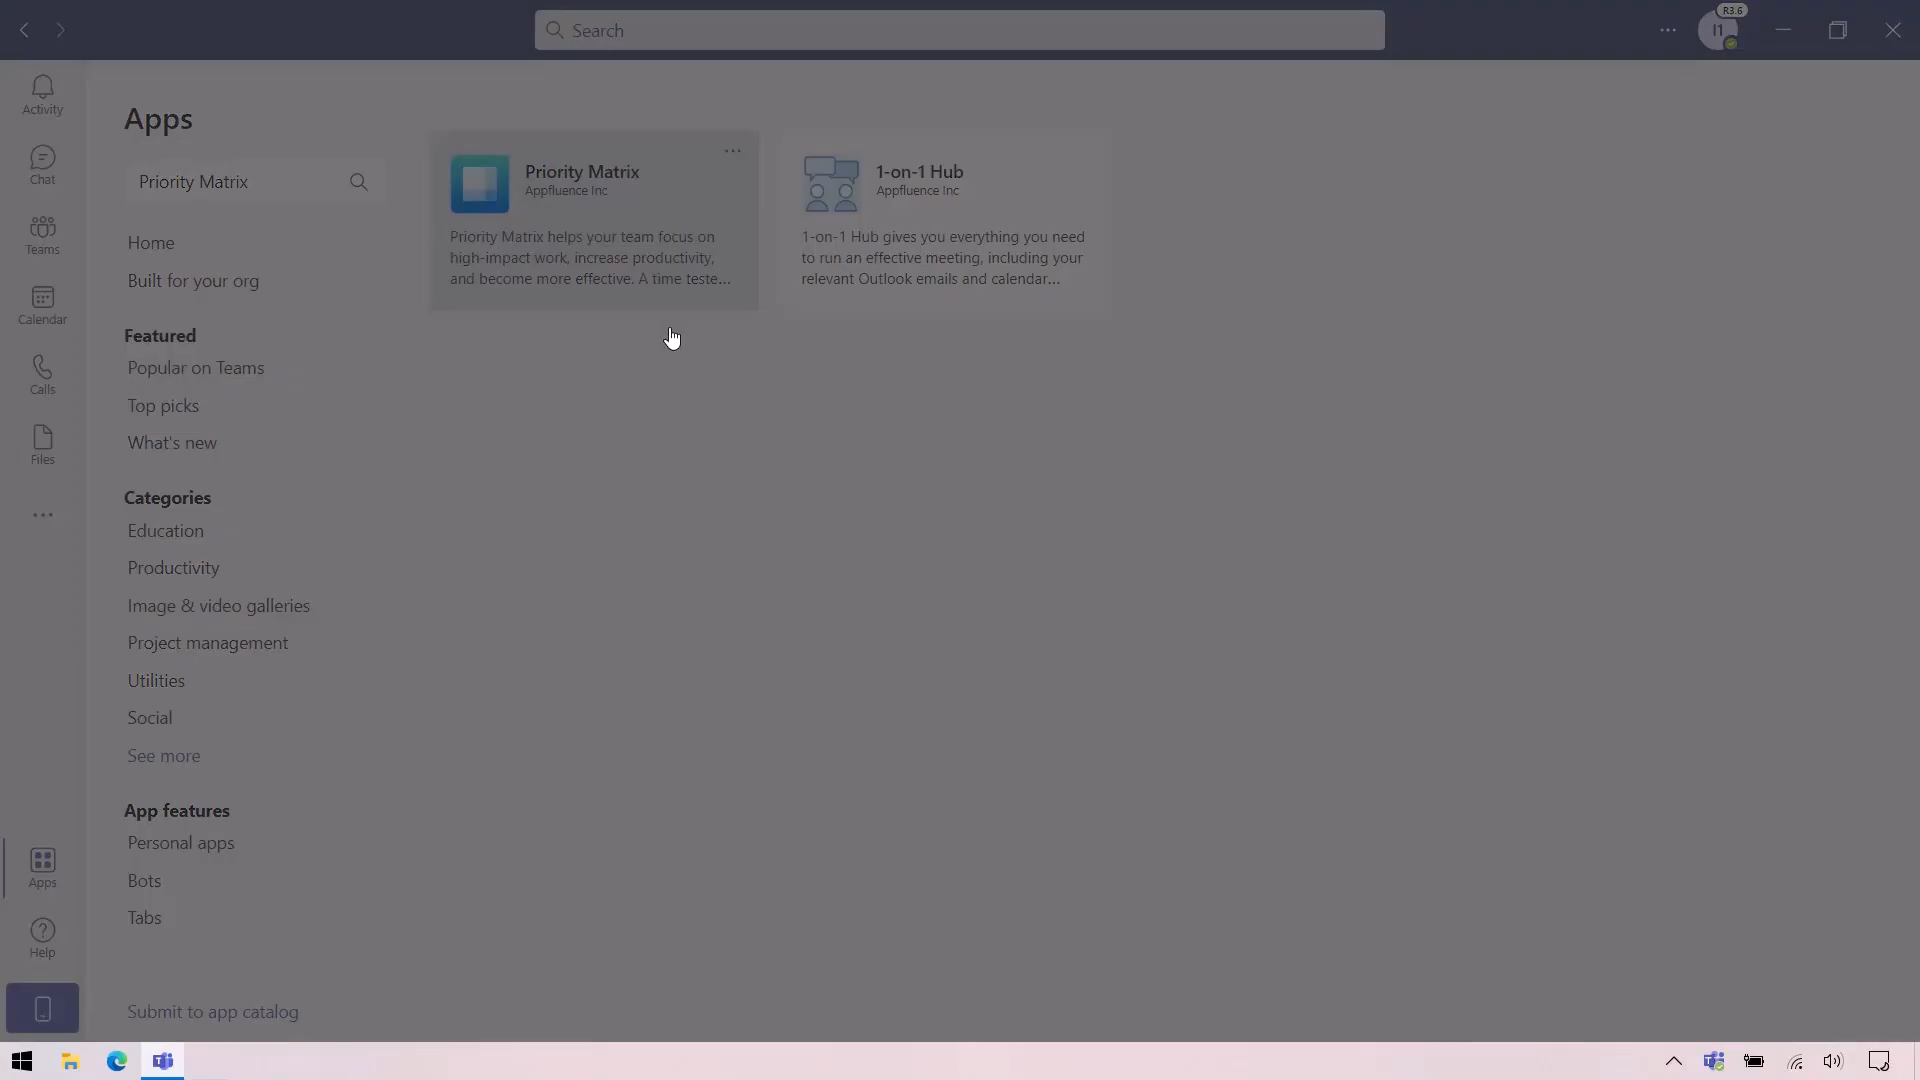 Search
R3.6
I1
Activity
Chat
Teams
Calendar
Calls
Files
Apps
Help
Apps
Priority Matrix
Home
Built for your org
Featured
Popular on Teams
Top picks
What's new
Categories
Education
Productivity
Image & video galleries
Project management
Utilities
Social
See more
App features
Personal apps
Bots
Tabs
Submit to app catalog
Priority Matrix
Appfluence Inc
Priority Matrix helps your team focus on
high-impact work, increase productivity,
and become more effective. A time teste...
1-on-1 Hub
Appfluence Inc
1-on-1 Hub gives you everything you need
to run an effective meeting, including your
relevant Outlook emails and calendar...